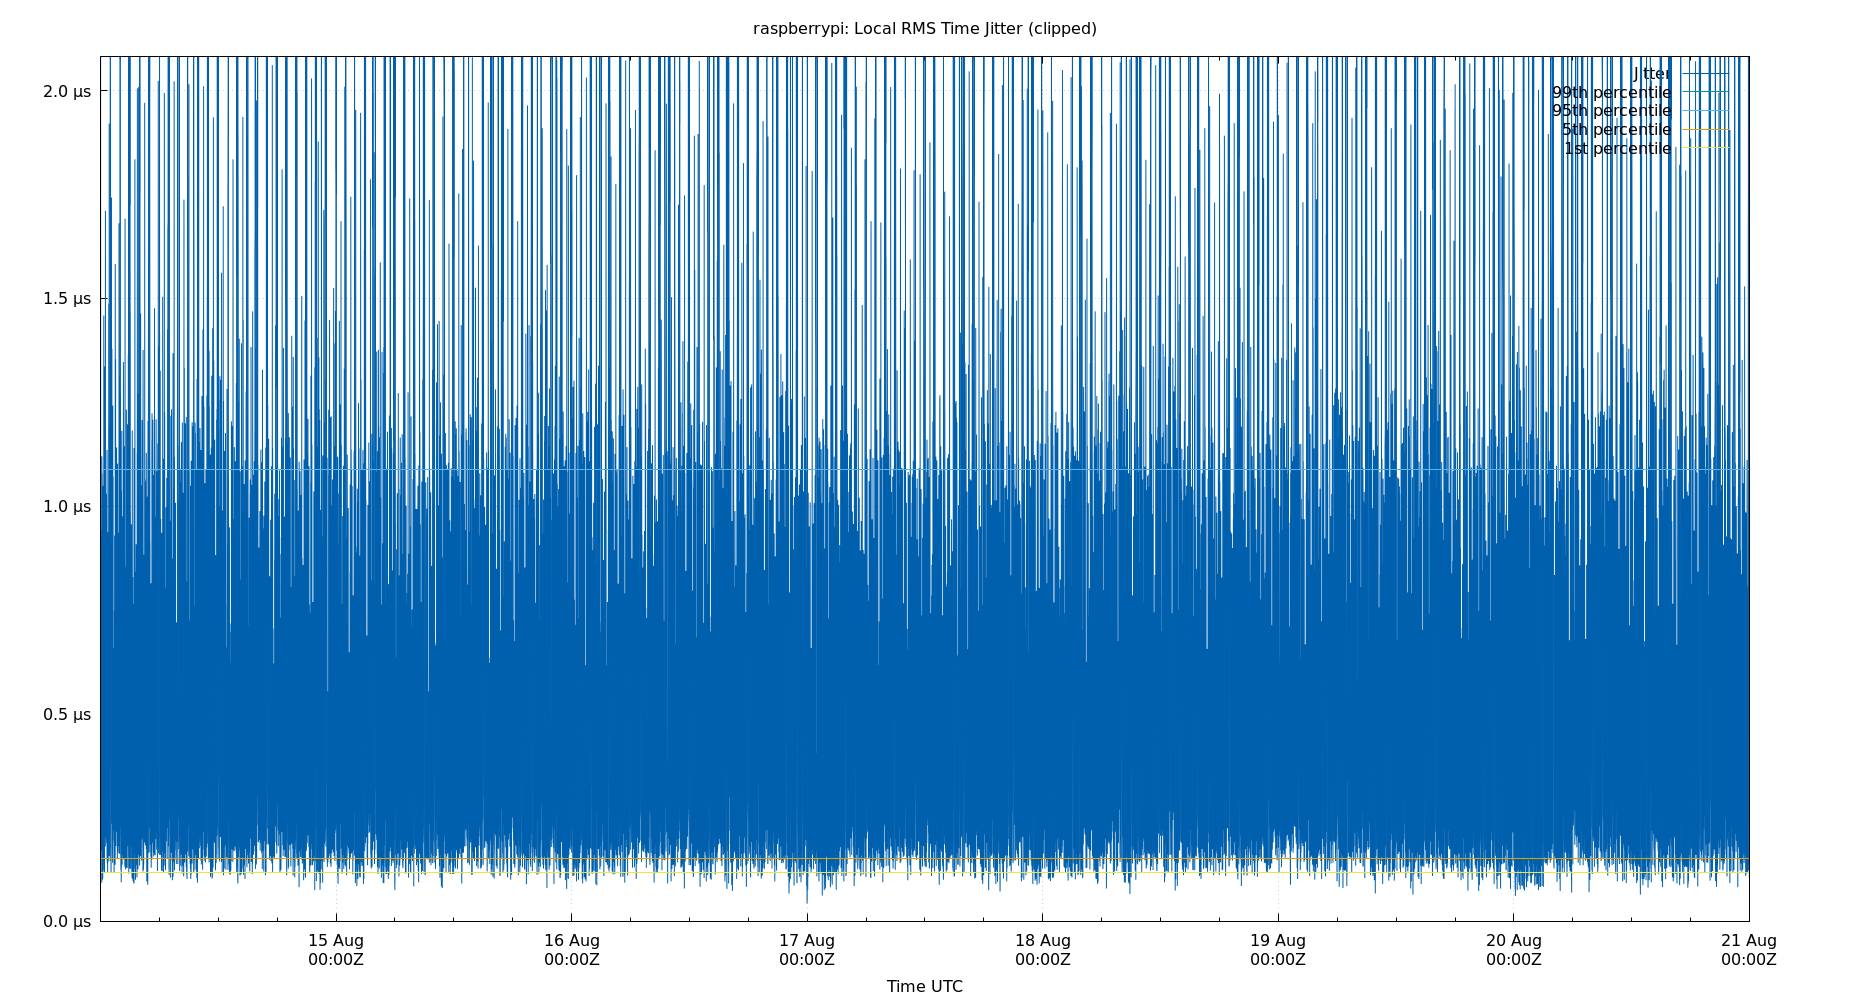 raspberrypi: Local RMS Time Jitter (clipped)
2.0 μs
1.5 μs
1.0 μs
0.5 μs
0.0 μs
Jitter
99th percentile
95th percentile
5th percentile
1st percentile
15 Aug
00:00Z
16 Aug
00:00Z
17 Aug
00:00Z
18 Aug
00:00Z
19 Aug
00:00Z
20 Aug
00:00Z
21 Aug
00:00Z
Time UTC